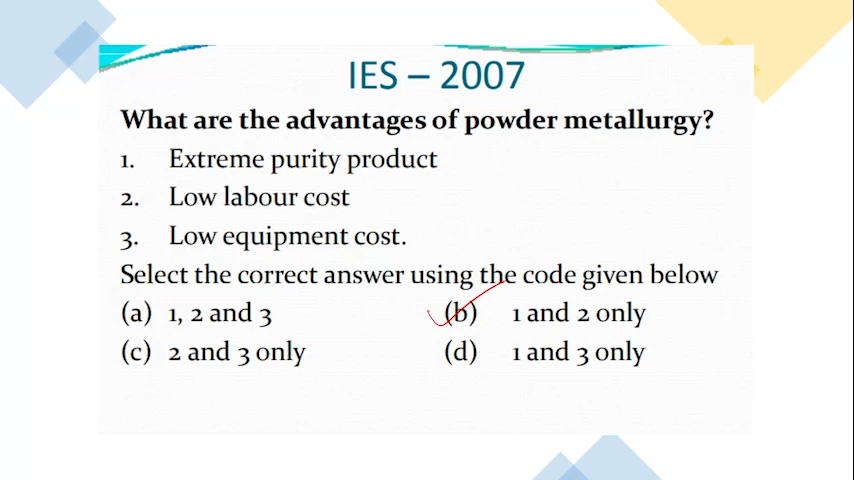 IES – 2007
What are the advantages of powder metallurgy?
1. Extreme purity product
2. Low labour cost
3. Low equipment cost.
Select the correct answer using the code given below
(a) 1, 2 and 3 (b) 1 and 2 only
(c) 2 and 3 only (d) 1 and 3 only